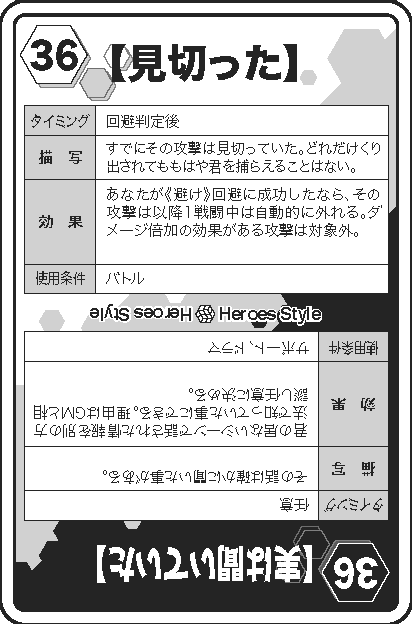 36 【見切った】
タイミング 回避判定後
描写 すでにその攻撃は見切っていた。どれだけくり
出されてももはや君を捕らえることはない。
効果 あなたが《避け》回避に成功したなら、その
攻撃は以降1戦闘中は自動的に外れる。ダ
メージ倍加の効果がある攻撃は対象外。
使用条件 バトル
Heroes Style Heroes Style
36 【実は聞いていた】
タイミング 任意
描写 その話は確かに聞いた事がある。
効果 君の居ないシーンで話された情報を別の方
法で知っていた事にできる。理由はGMと相
談し任意に決める。
使用条件 サポート、ドラマ